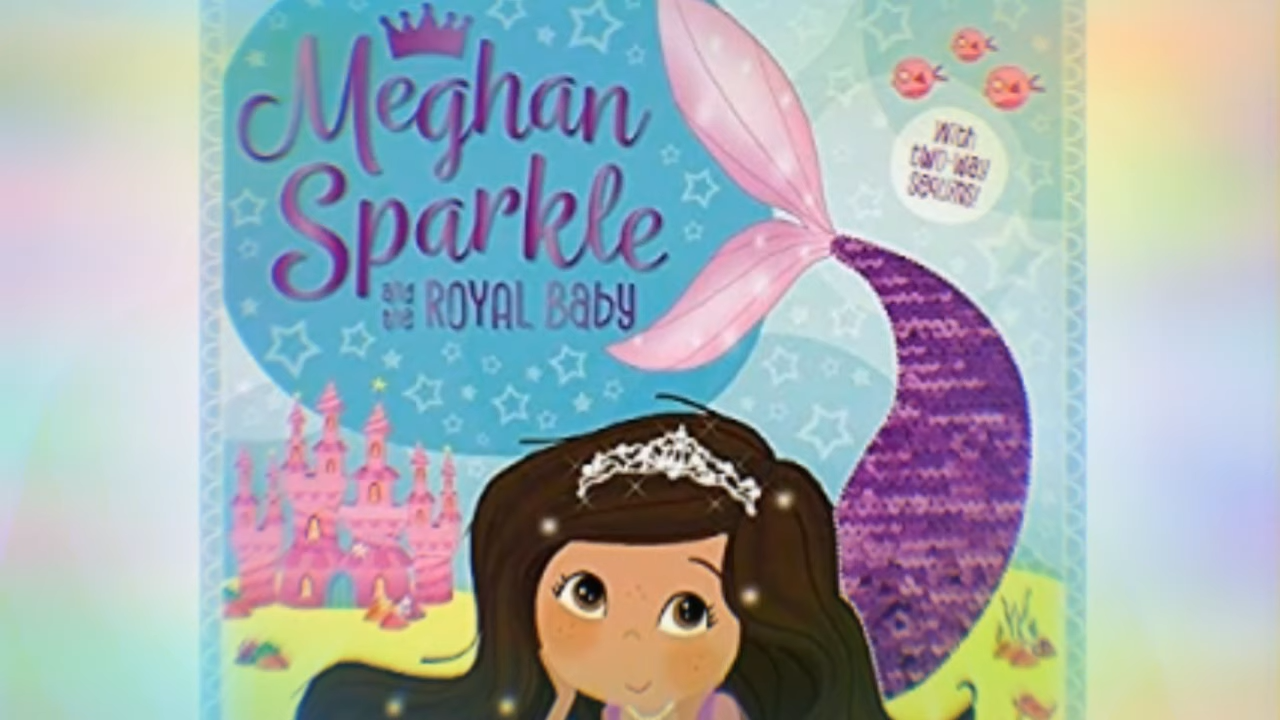 Meghan
Sparkle
and the ROYAL BaBy
With
two-way
sequins!